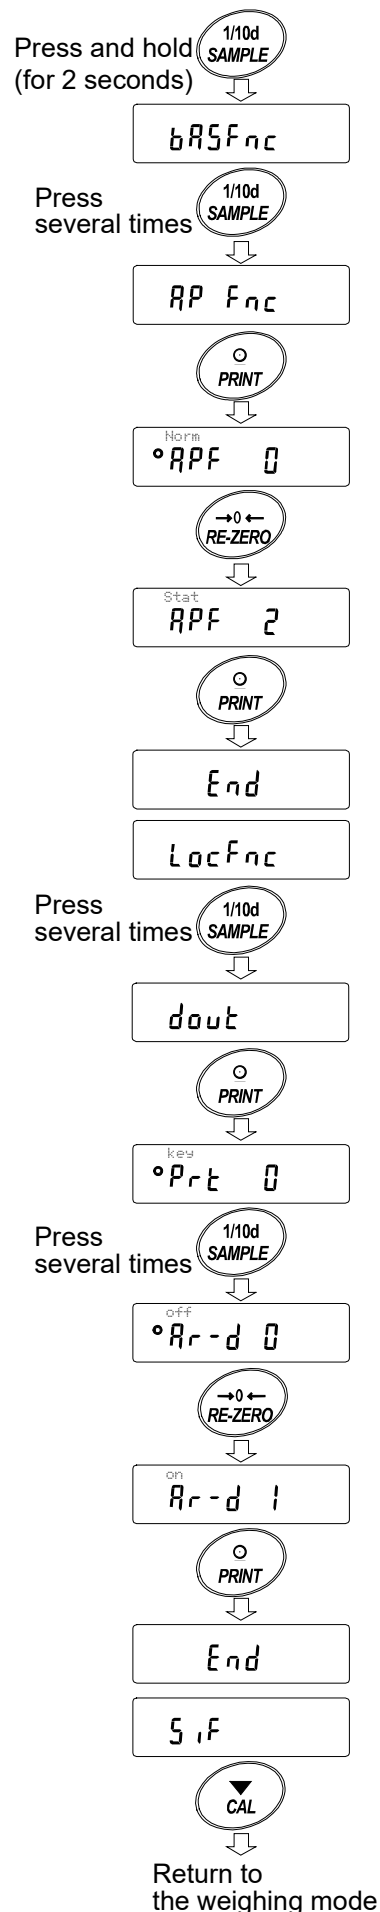 Press and hold
(for 2 seconds)
1/10d
SAMPLE
bASFnc
Press
several times
1/10d
SAMPLE
AP Fnc
PRINT
Norm
APF 0
→0←
RE-ZERO
Stat
APF 2
PRINT
End
LocFnc
Press
several times
1/10d
SAMPLE
dout
PRINT
key
Prt 0
Press
several times
1/10d
SAMPLE
off
Ar-d 0
→0←
RE-ZERO
on
Ar-d 1
PRINT
End
SiF
CAL
Return to
the weighing mode